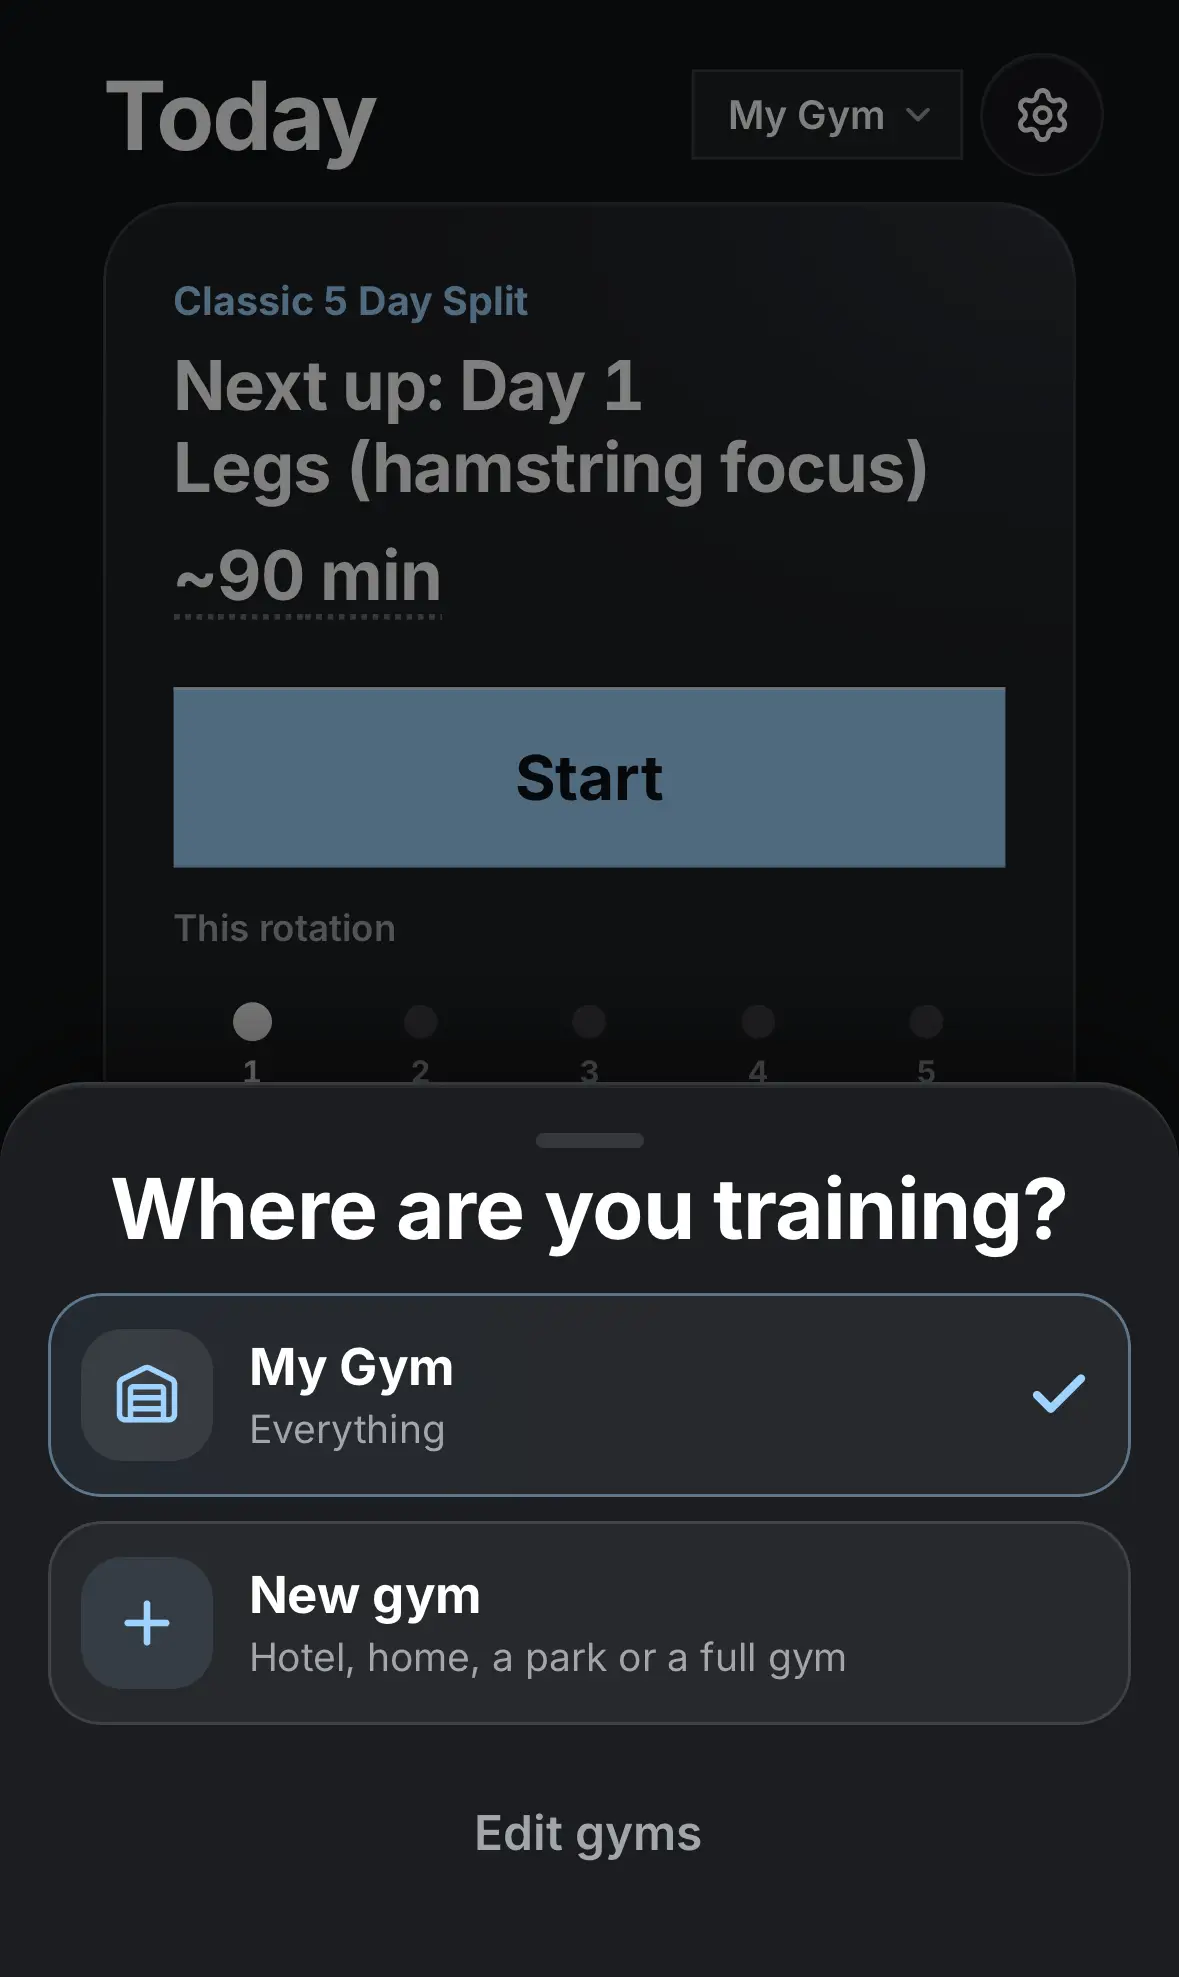 Today
My Gym
Classic 5 Day Split
Next up: Day 1
Legs (hamstring focus)
~90 min
Start
This rotation
1 2 3 4 5
Where are you training?
My Gym
Everything
New gym
Hotel, home, a park or a full gym
Edit gyms